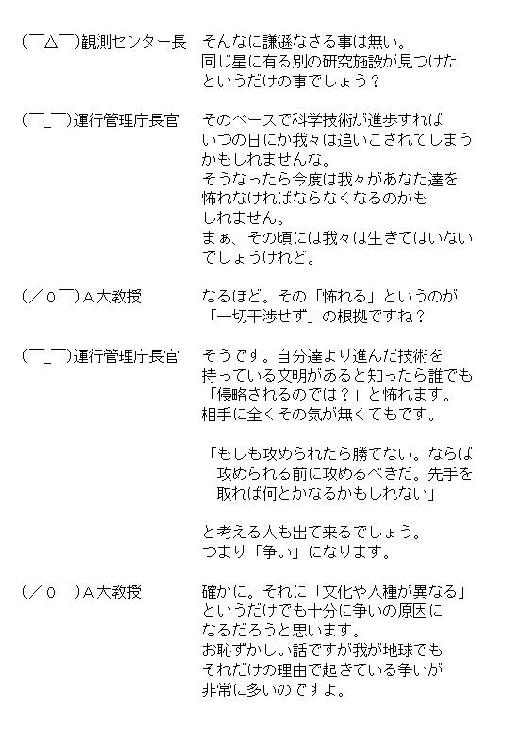 (￣△￣)観測センター長　そんなに謙遜なさる事は無い。
同じ星に有る別の研究施設が見つけた
というだけの事でしょう？
(￣_￣)運行管理庁長官　そのペースで科学技術が進歩すれば
いつの日にか我々は追いこされてしまう
かもしれませんな。
そうなったら今度は我々があなた達を
怖れなければならなくなるのかも
しれません。
まぁ、その頃には我々は生きてはいない
でしょうけれど。
(／０￣)Ａ大教授　なるほど。その「怖れる」というのが
「一切干渉せず」の根拠ですね？
(￣_￣)運行管理庁長官　そうです。自分達より進んだ技術を
持っている文明があると知ったら誰でも
「侵略されるのでは？」と怖れます。
相手に全くその気が無くてもです。
「もしも攻められたら勝てない。ならば
攻められる前に攻めるべきだ。先手を
取れば何とかなるかもしれない」
と考える人も出て来るでしょう。
つまり「争い」になります。
(／０　)Ａ大教授　確かに。それに「文化や人種が異なる」
というだけでも十分に争いの原因に
なるだろうと思います。
お恥ずかしい話ですが我が地球でも
それだけの理由で起きている争いが
非常に多いのですよ。